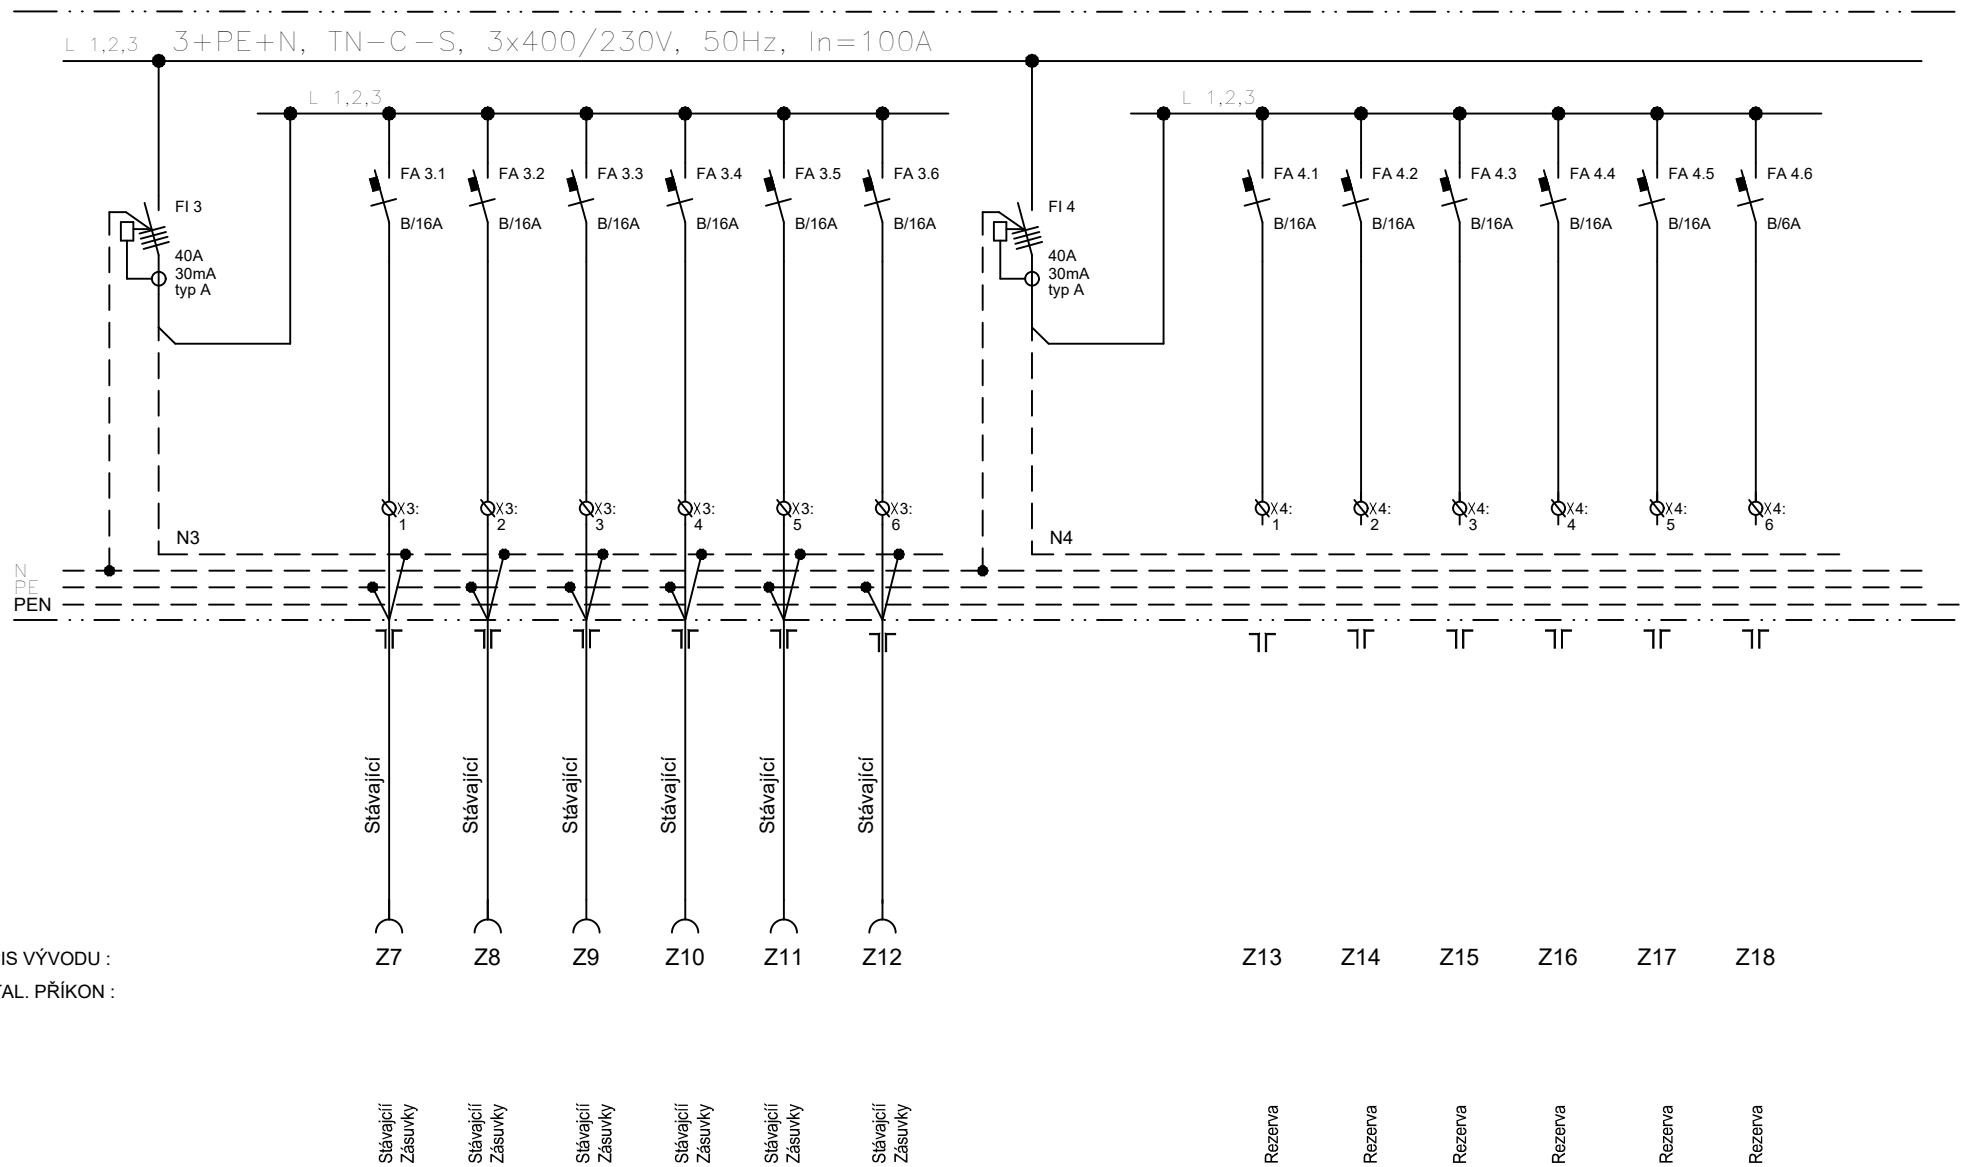 L 1,2,3 3+PE+N, TN-C-S, 3x400/230V, 50Hz, In=100A
L 1,2,3 L 1,2,3
FA 3.1 FA 3.2 FA 3.3 FA 3.4 FA 3.5 FA 3.6 FA 4.1 FA 4.2 FA 4.3 FA 4.4 FA 4.5 FA 4.6
FI 3 FI 4
B/16A B/16A B/16A B/16A B/16A B/16A B/16A B/16A B/16A B/16A B/16A B/6A
40A 40A
30mA 30mA
typ A typ A
X3: X3: X3: X3: X3: X3: X4: X4: X4: X4: X4: X4:
1 2 3 4 5 6 1 2 3 4 5 6
N3 N4
N
PE
PEN
Stávající Stávající Stávající Stávající Stávající Stávající
IS VÝVODU : Z7 Z8 Z9 Z10 Z11 Z12 Z13 Z14 Z15 Z16 Z17 Z18
TAL. PŘÍKON :
Stávajcíí
Zásuvky
Stávajcíí
Zásuvky
Stávajcíí
Zásuvky
Stávajcíí
Zásuvky
Stávajcíí
Zásuvky
Stávajcíí
Zásuvky
Rezerva
Rezerva
Rezerva
Rezerva
Rezerva
Rezerva